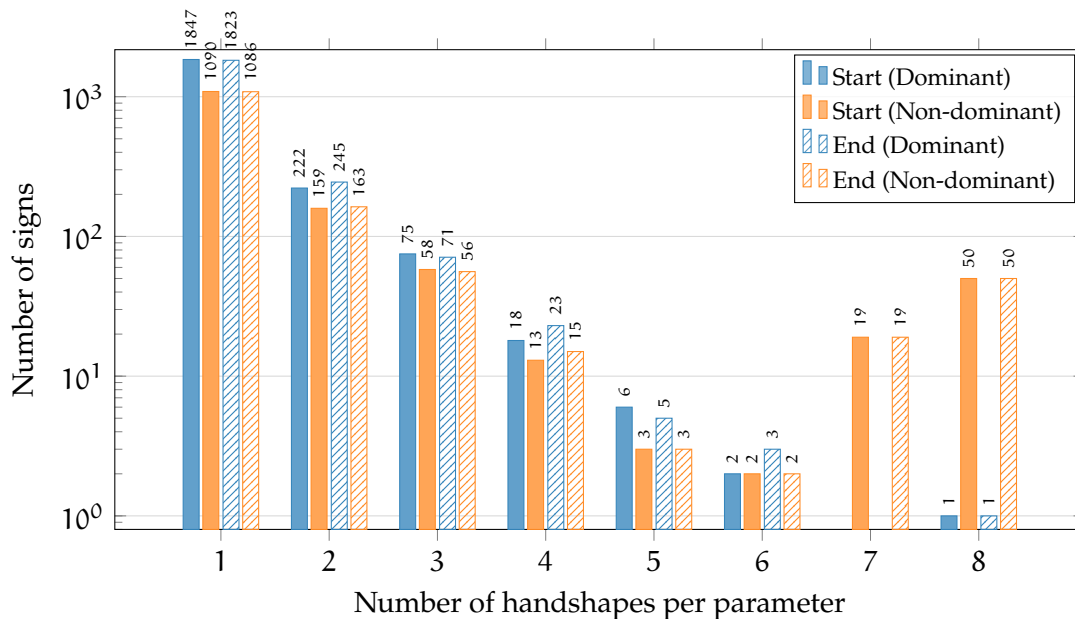 1847 1090 1823 1086
222 159 245 163
75 58 71 56
18 13 23 15
6 3 5 3
2 2 3 2
19 19
1 50 1 50
Start (Dominant)
Start (Non-dominant)
End (Dominant)
End (Non-dominant)
Number of signs
10³
10²
10¹
10⁰
1 2 3 4 5 6 7 8
Number of handshapes per parameter